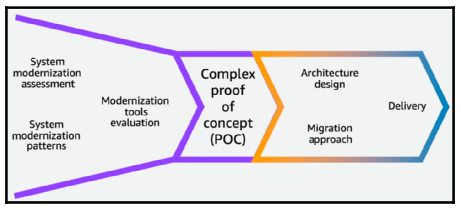 System
modernization
assessment
System
modernization
patterns
Modernization
tools
evaluation
Complex
proof
of
concept
(POC)
Architecture
design
Migration
approach
Delivery